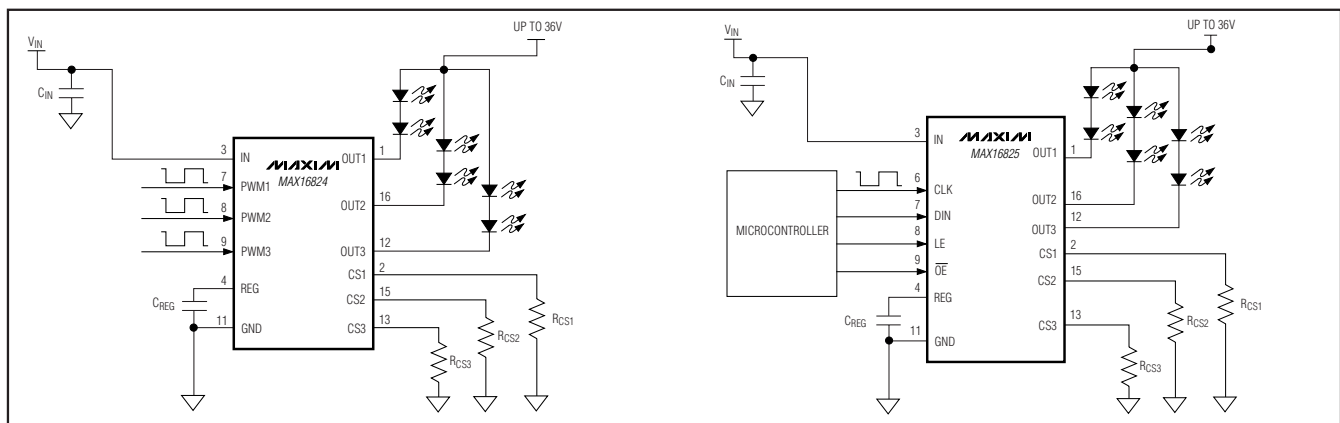 UP TO 36V
VIN
CIN
MAXIM
MAX16824
3 IN
7 PWM1
8 PWM2
9 PWM3
4 REG
11 GND
CREG
OUT1 1
OUT2 16
OUT3 12
CS1 2
CS2 15
CS3 13
RCS1
RCS2
RCS3
UP TO 36V
VIN
CIN
MAXIM
MAX16825
MICROCONTROLLER
3 IN
6 CLK
7 DIN
8 LE
9 OE
4 REG
11 GND
CREG
OUT1 1
OUT2 16
OUT3 12
CS1 2
CS2 15
CS3 13
RCS1
RCS2
RCS3